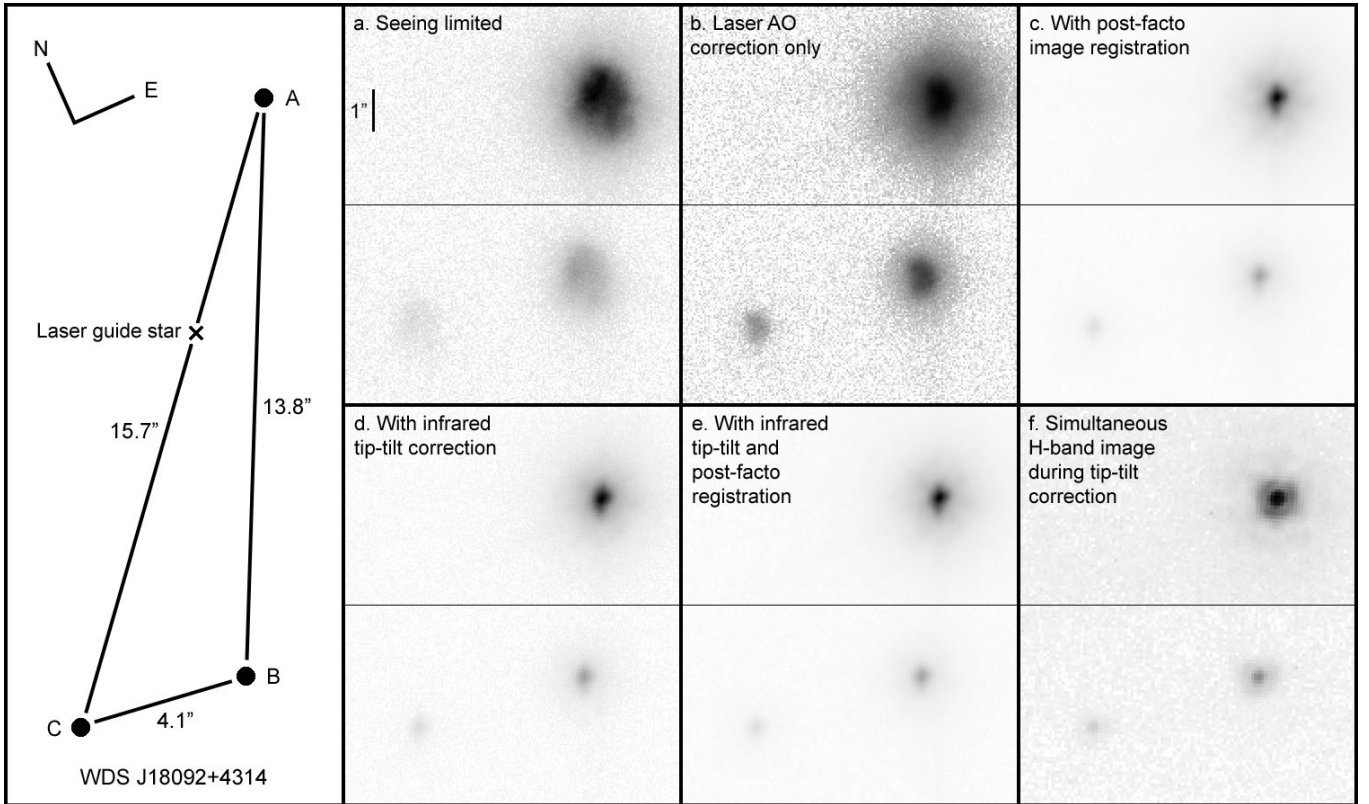 N
E
A
Laser guide star
15.7”
13.8”
B
C
4.1”
WDS J18092+4314
a. Seeing limited
1”
b. Laser AO
correction only
c. With post-facto
image registration
d. With infrared
tip-tilt correction
e. With infrared
tip-tilt and
post-facto
registration
f. Simultaneous
H-band image
during tip-tilt
correction